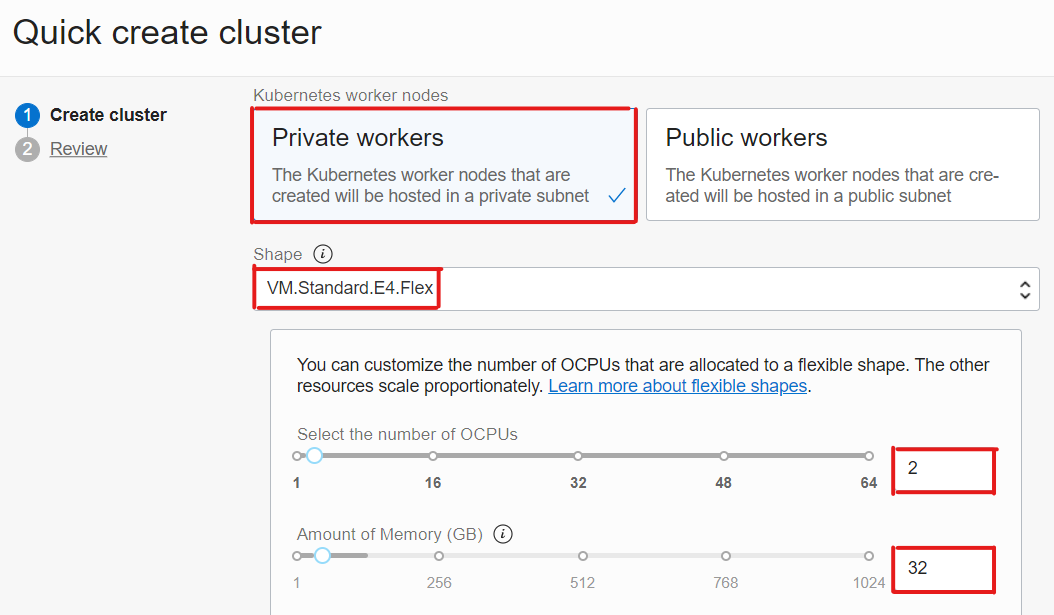 Quick create cluster
1 Create cluster
2 Review
Kubernetes worker nodes
Private workers
The Kubernetes worker nodes that are
created will be hosted in a private subnet
Public workers
The Kubernetes worker nodes that are cre-
ated will be hosted in a public subnet
Shape i
VM.Standard.E4.Flex
You can customize the number of OCPUs that are allocated to a flexible shape. The other
resources scale proportionately. Learn more about flexible shapes.
Select the number of OCPUs
1 16 32 48 64
2
Amount of Memory (GB) i
1 256 512 768 1024
32